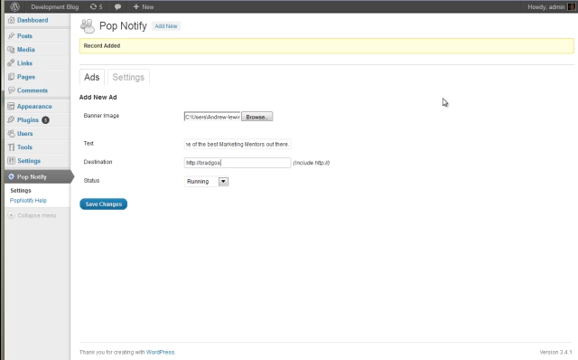 Development Blog 5 + New Howdy, admin
Dashboard
Posts
Media
Links
Pages
Comments
Appearance
Plugins 1
Users
Tools
Settings
Pop Notify
Settings
PopNotify Help
Collapse menu
Pop Notify Add New
Record Added
Ads Settings
Add New Ad
Banner Image C:\Users\Andrew-lewi Browse..
Text ne of the best Marketing Mentors out there.
Destination http://bradgos (include http://)
Status Running
Save Changes
Thank you for creating with WordPress. Version 3.4.1